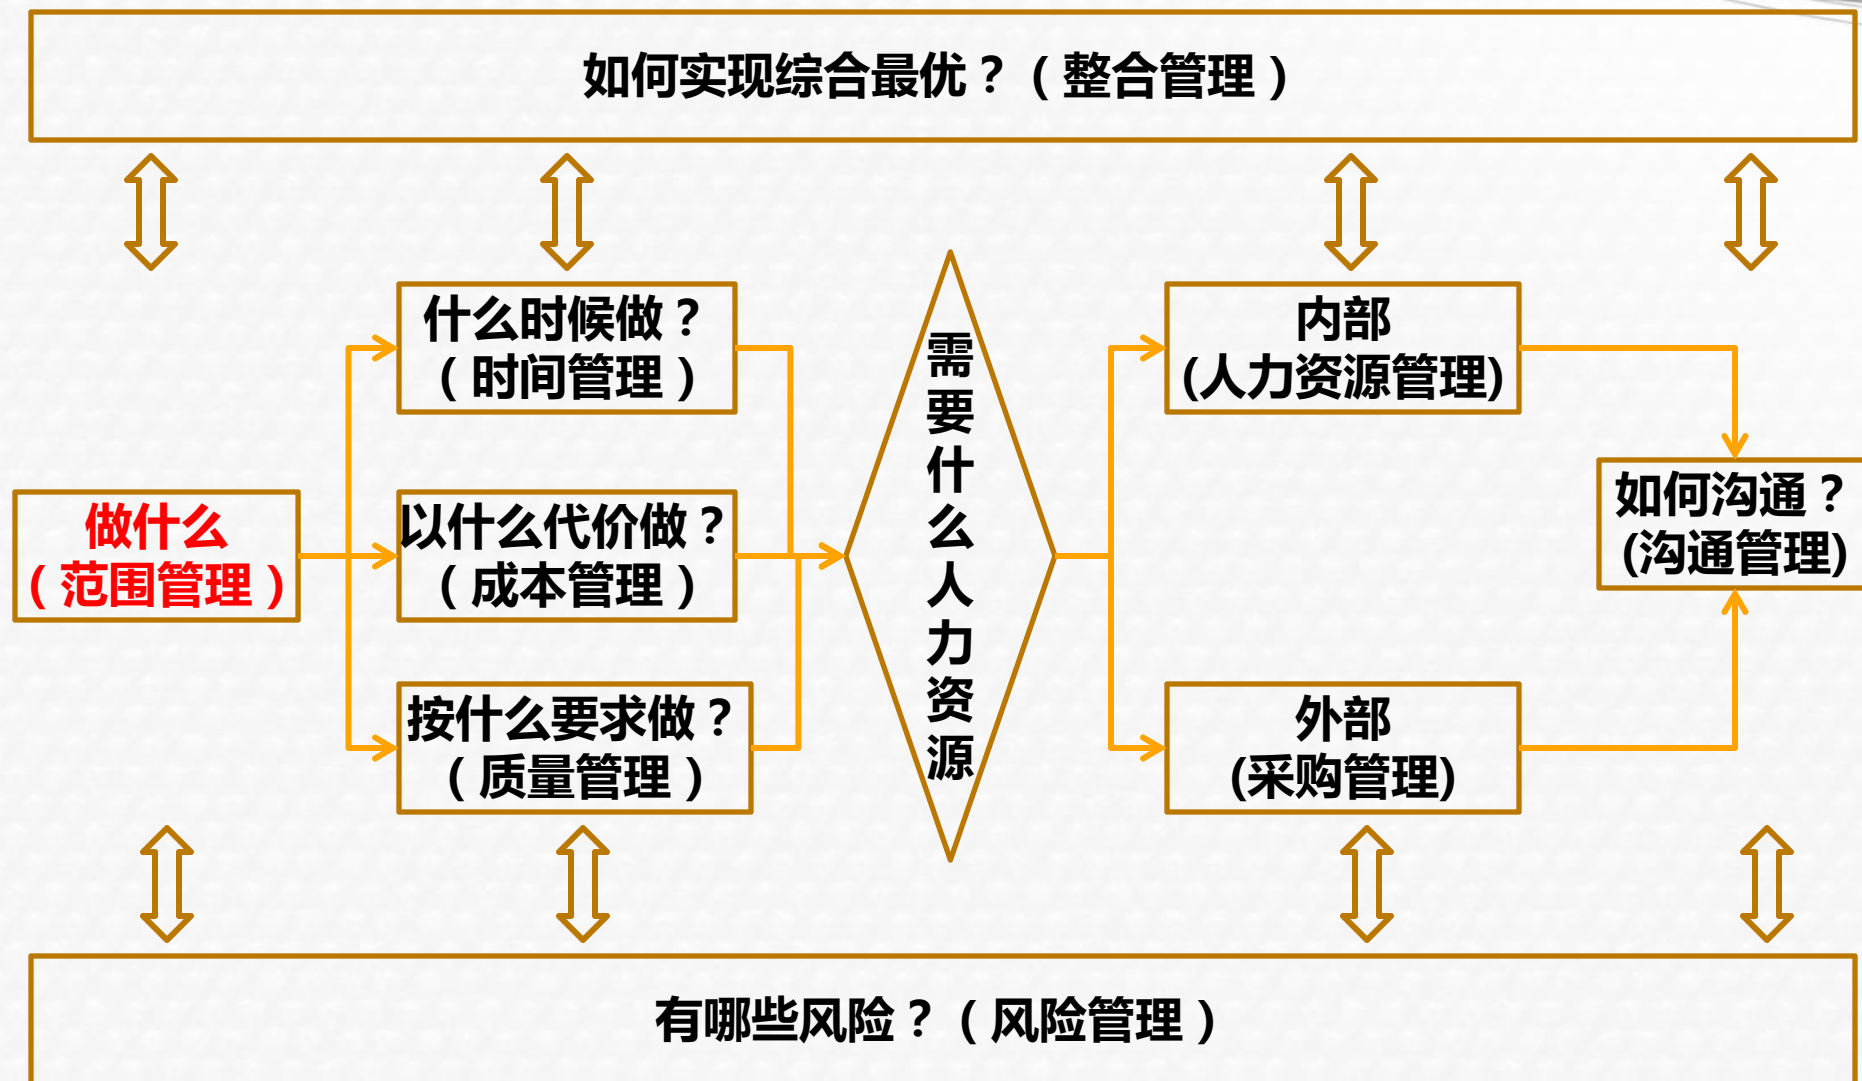 如何实现综合最优？（整合管理）
什么时候做？
（时间管理）
内部
(人力资源管理)
做什么
（范围管理）
以什么代价做？
（成本管理）
需
要
什
么
人
力
资
源
如何沟通？
(沟通管理)
按什么要求做？
（质量管理）
外部
(采购管理)
有哪些风险？（风险管理）